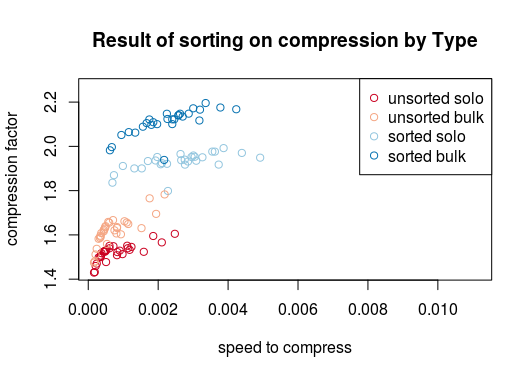 Result of sorting on compression by Type
compression factor
2.2
2.0
1.8
1.6
1.4
unsorted solo
unsorted bulk
sorted solo
sorted bulk
0.000
0.002
0.004
0.006
0.008
0.010
speed to compress